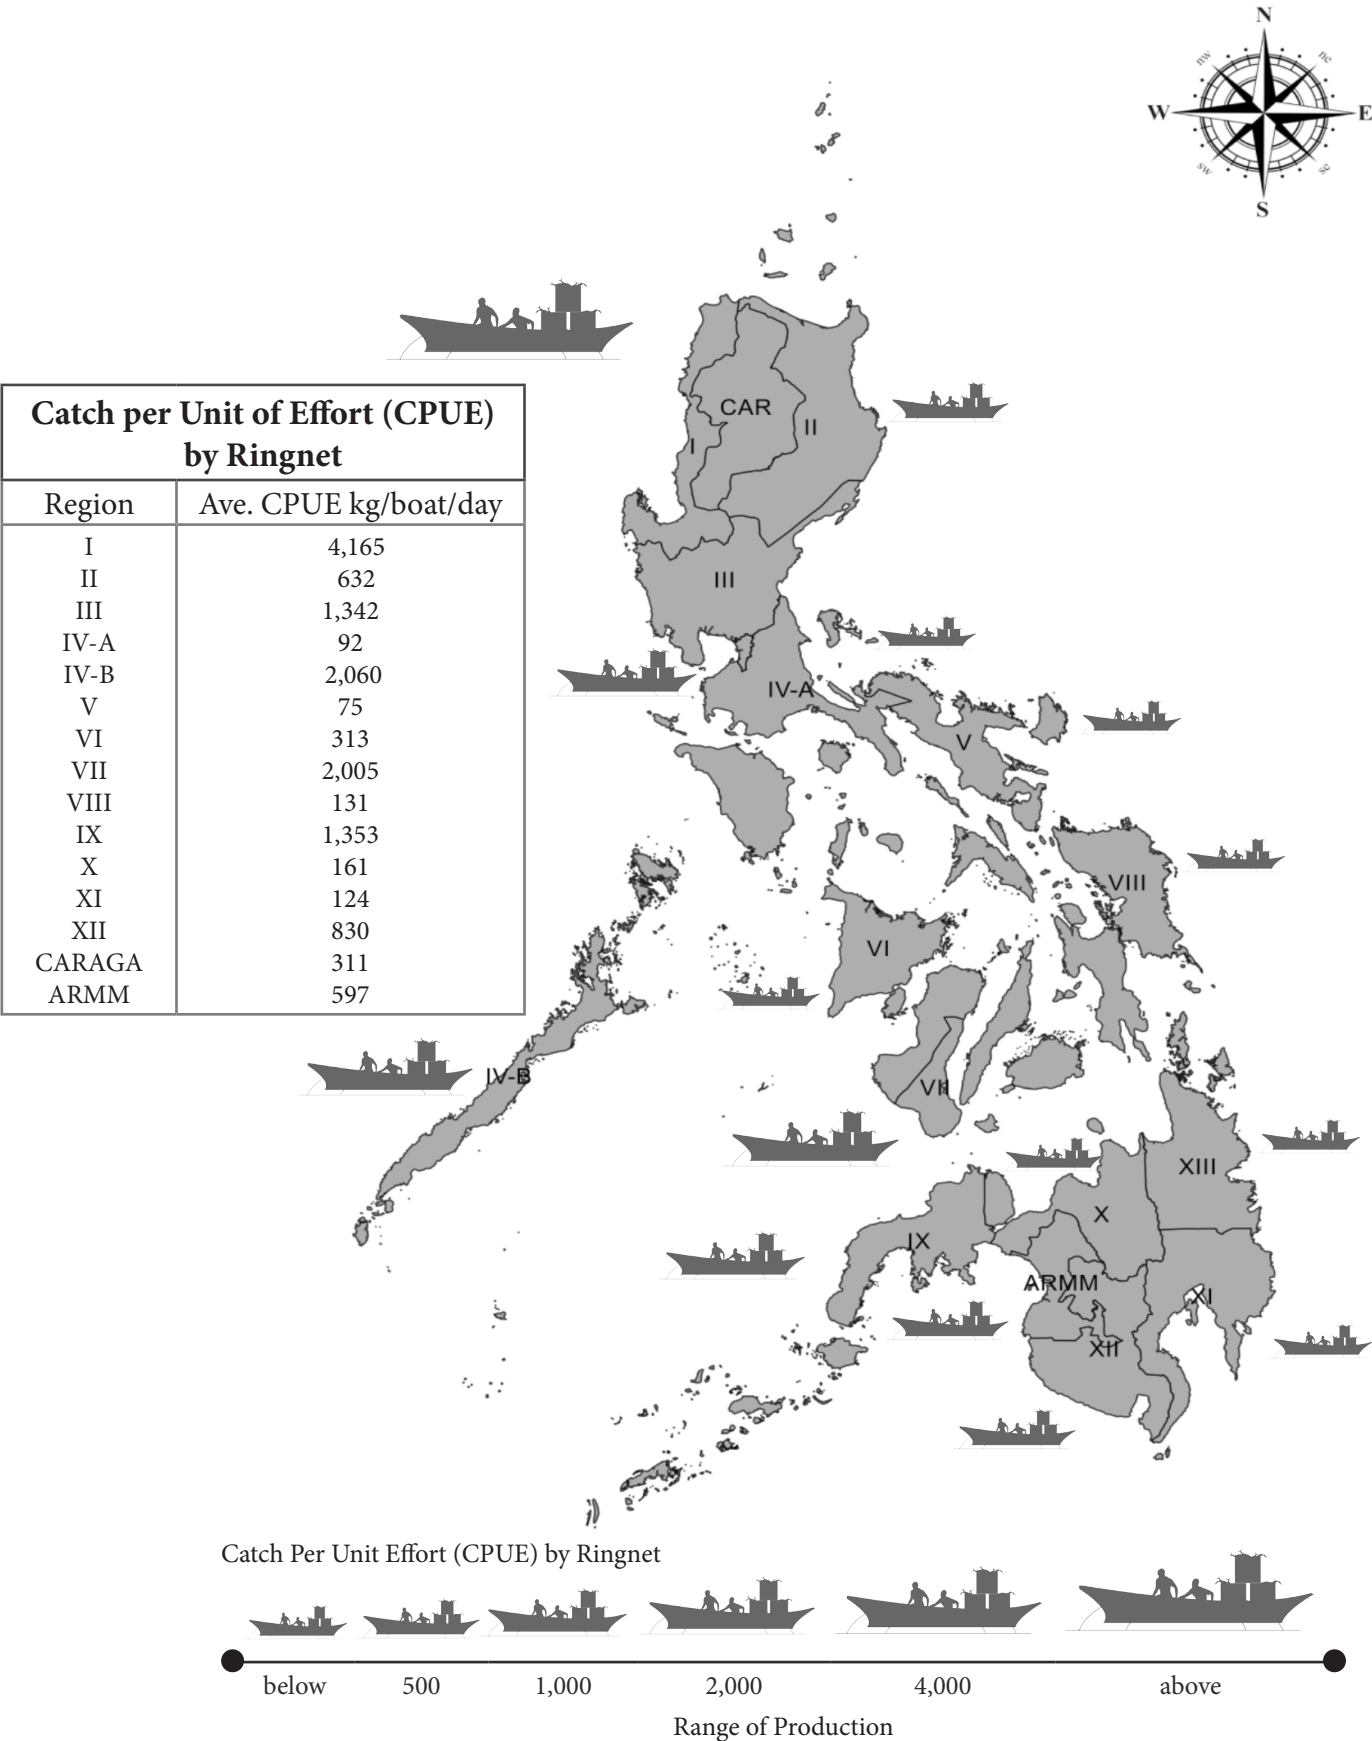 N
nw
ne
W
E
sw
se
S
Catch per Unit of Effort (CPUE)
by Ringnet
Region Ave. CPUE kg/boat/day
I 4,165
II 632
III 1,342
IV-A 92
IV-B 2,060
V 75
VI 313
VII 2,005
VIII 131
IX 1,353
X 161
XI 124
XII 830
CARAGA 311
ARMM 597
CAR
II
I
III
IV-A
V
VIII
VI
IV-B
VII
XIII
X
IX
ARMM
XI
XII
Catch Per Unit Effort (CPUE) by Ringnet
below 500 1,000 2,000 4,000 above
Range of Production